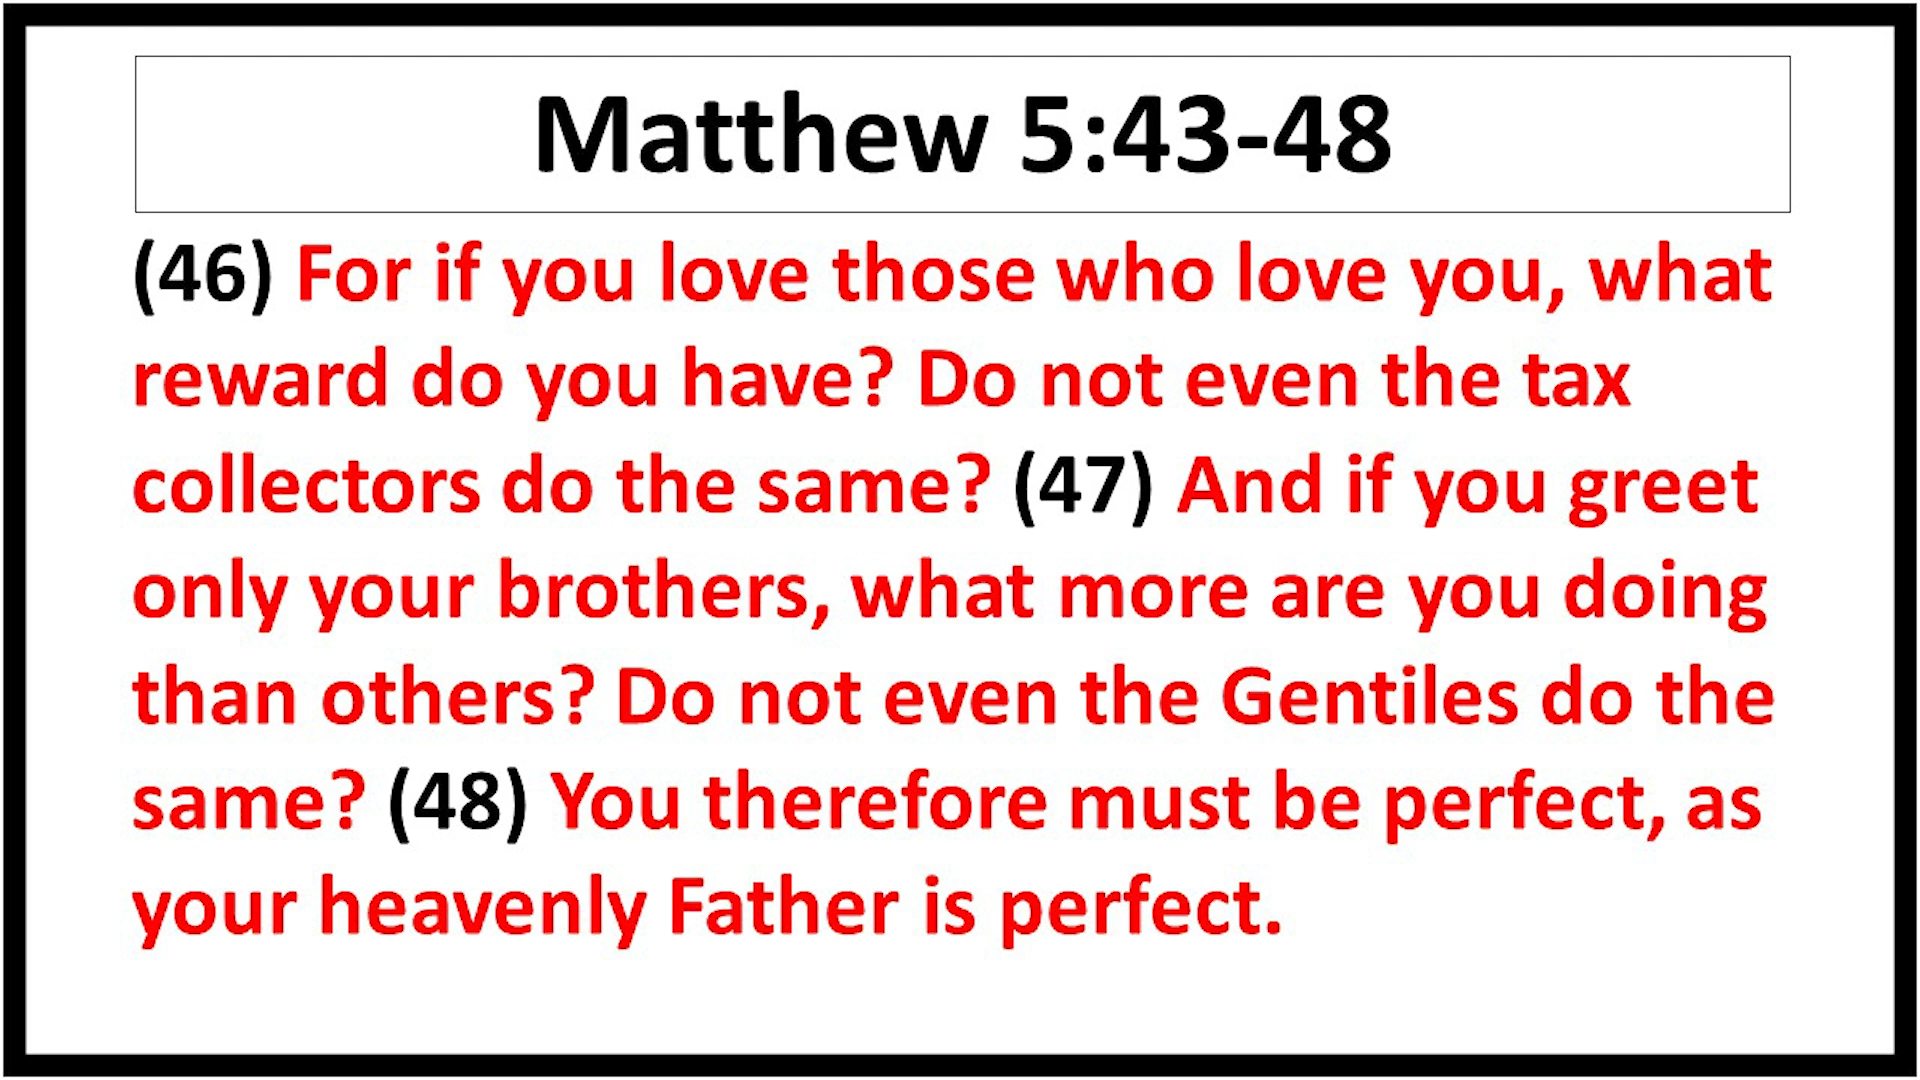 Matthew 5:43-48
(46) For if you love those who love you, what
reward do you have? Do not even the tax
collectors do the same? (47) And if you greet
only your brothers, what more are you doing
than others? Do not even the Gentiles do the
same? (48) You therefore must be perfect, as
your heavenly Father is perfect.